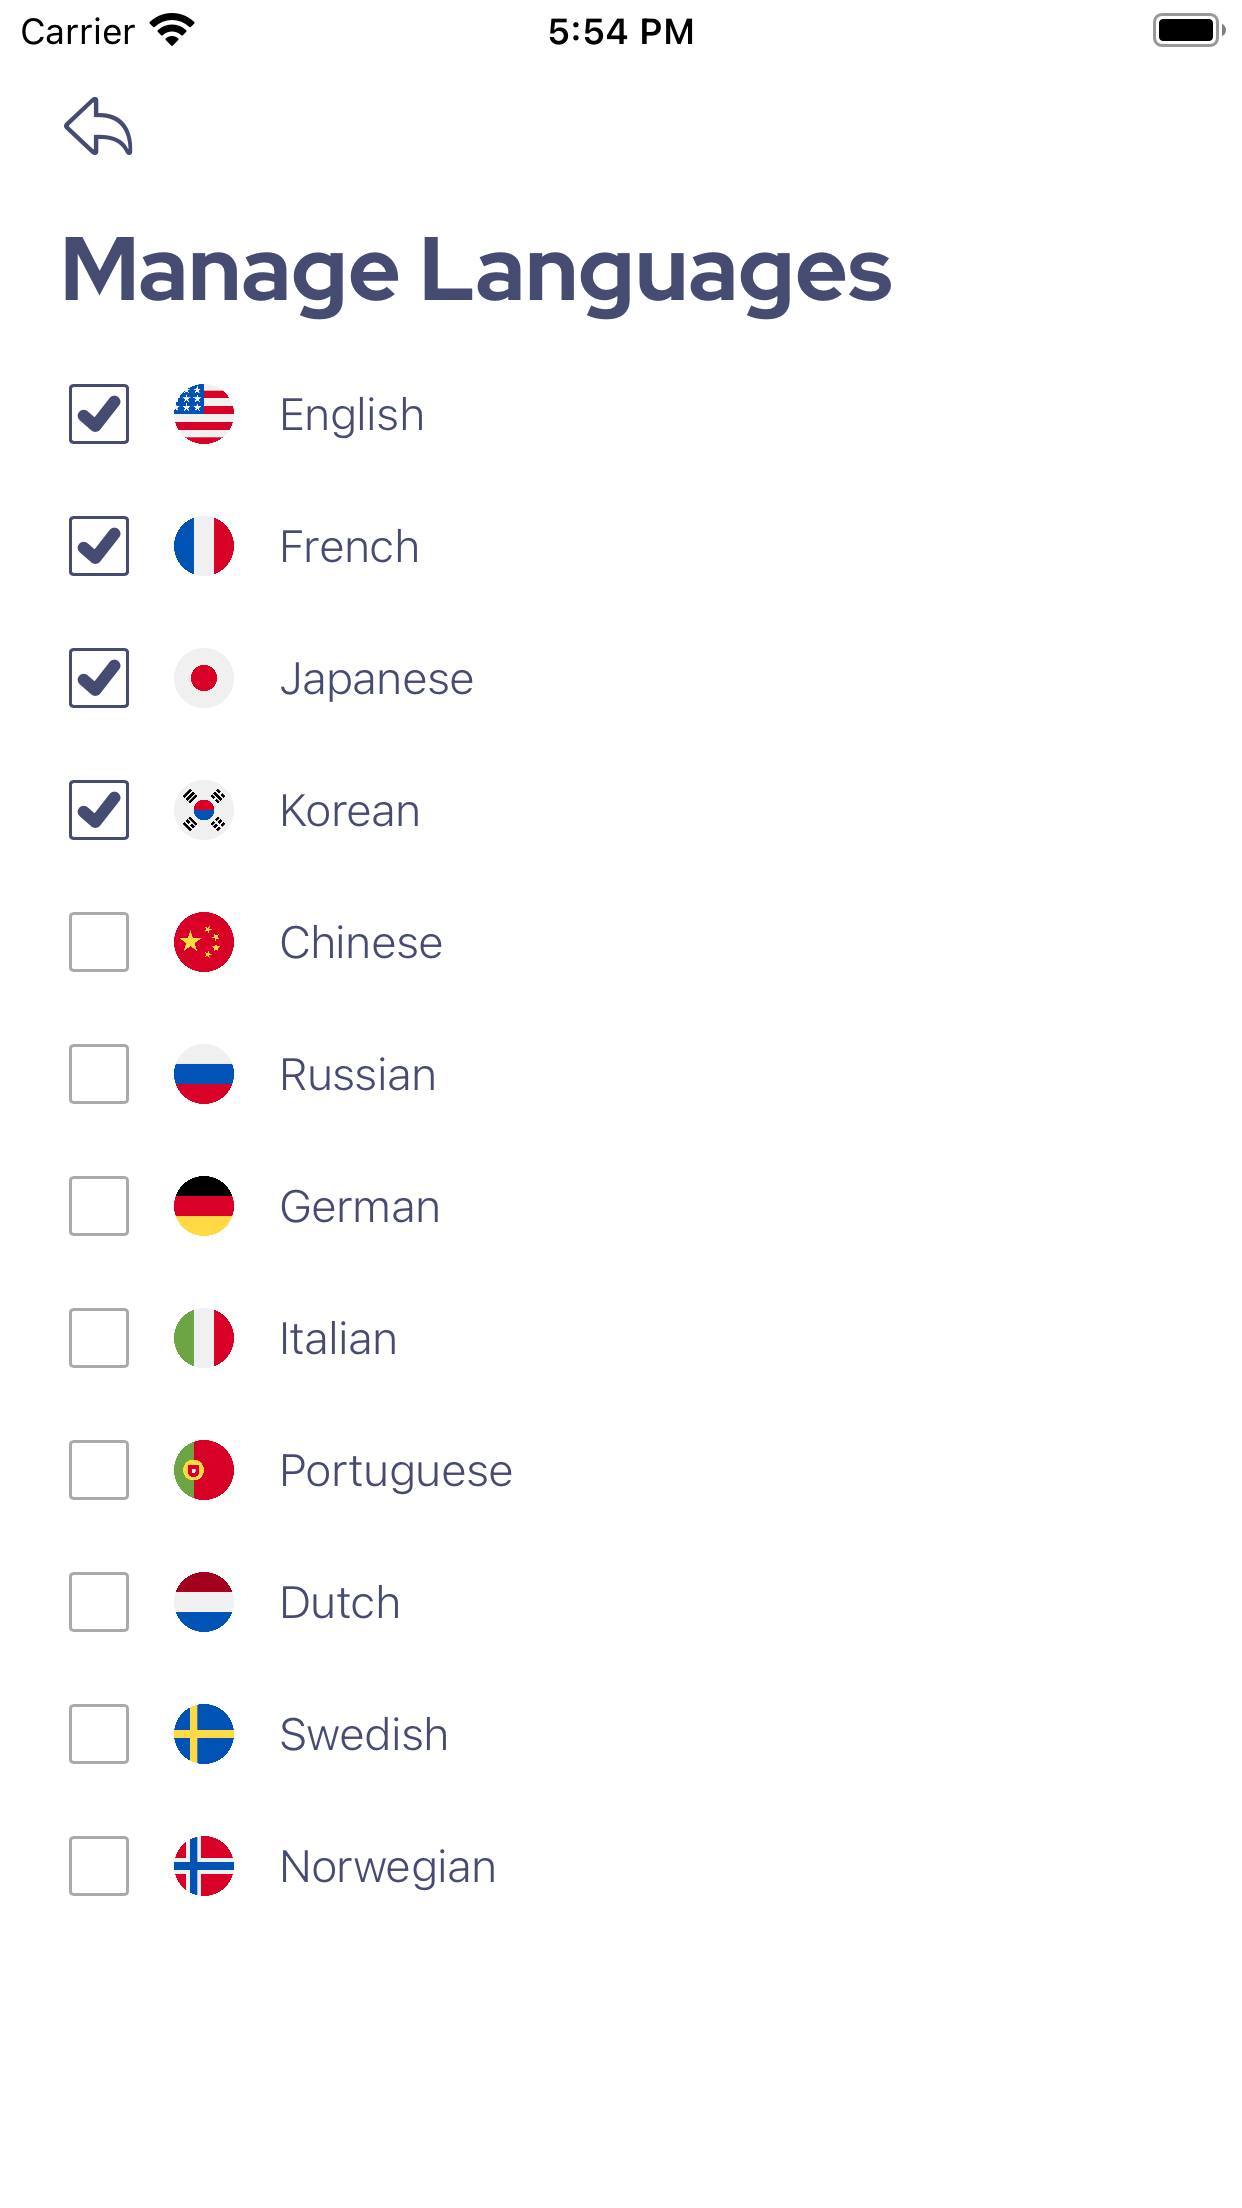 Carrier 5:54 PM
Manage Languages
English
French
Japanese
Korean
Chinese
Russian
German
Italian
Portuguese
Dutch
Swedish
Norwegian